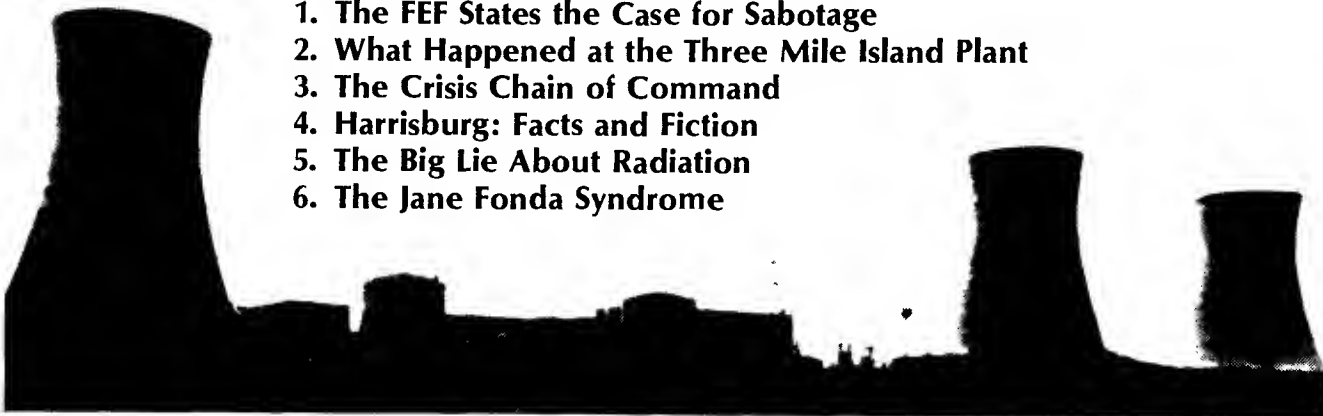 1. The FEF States the Case for Sabotage
2. What Happened at the Three Mile Island Plant
3. The Crisis Chain of Command
4. Harrisburg: Facts and Fiction
5. The Big Lie About Radiation
6. The Jane Fonda Syndrome